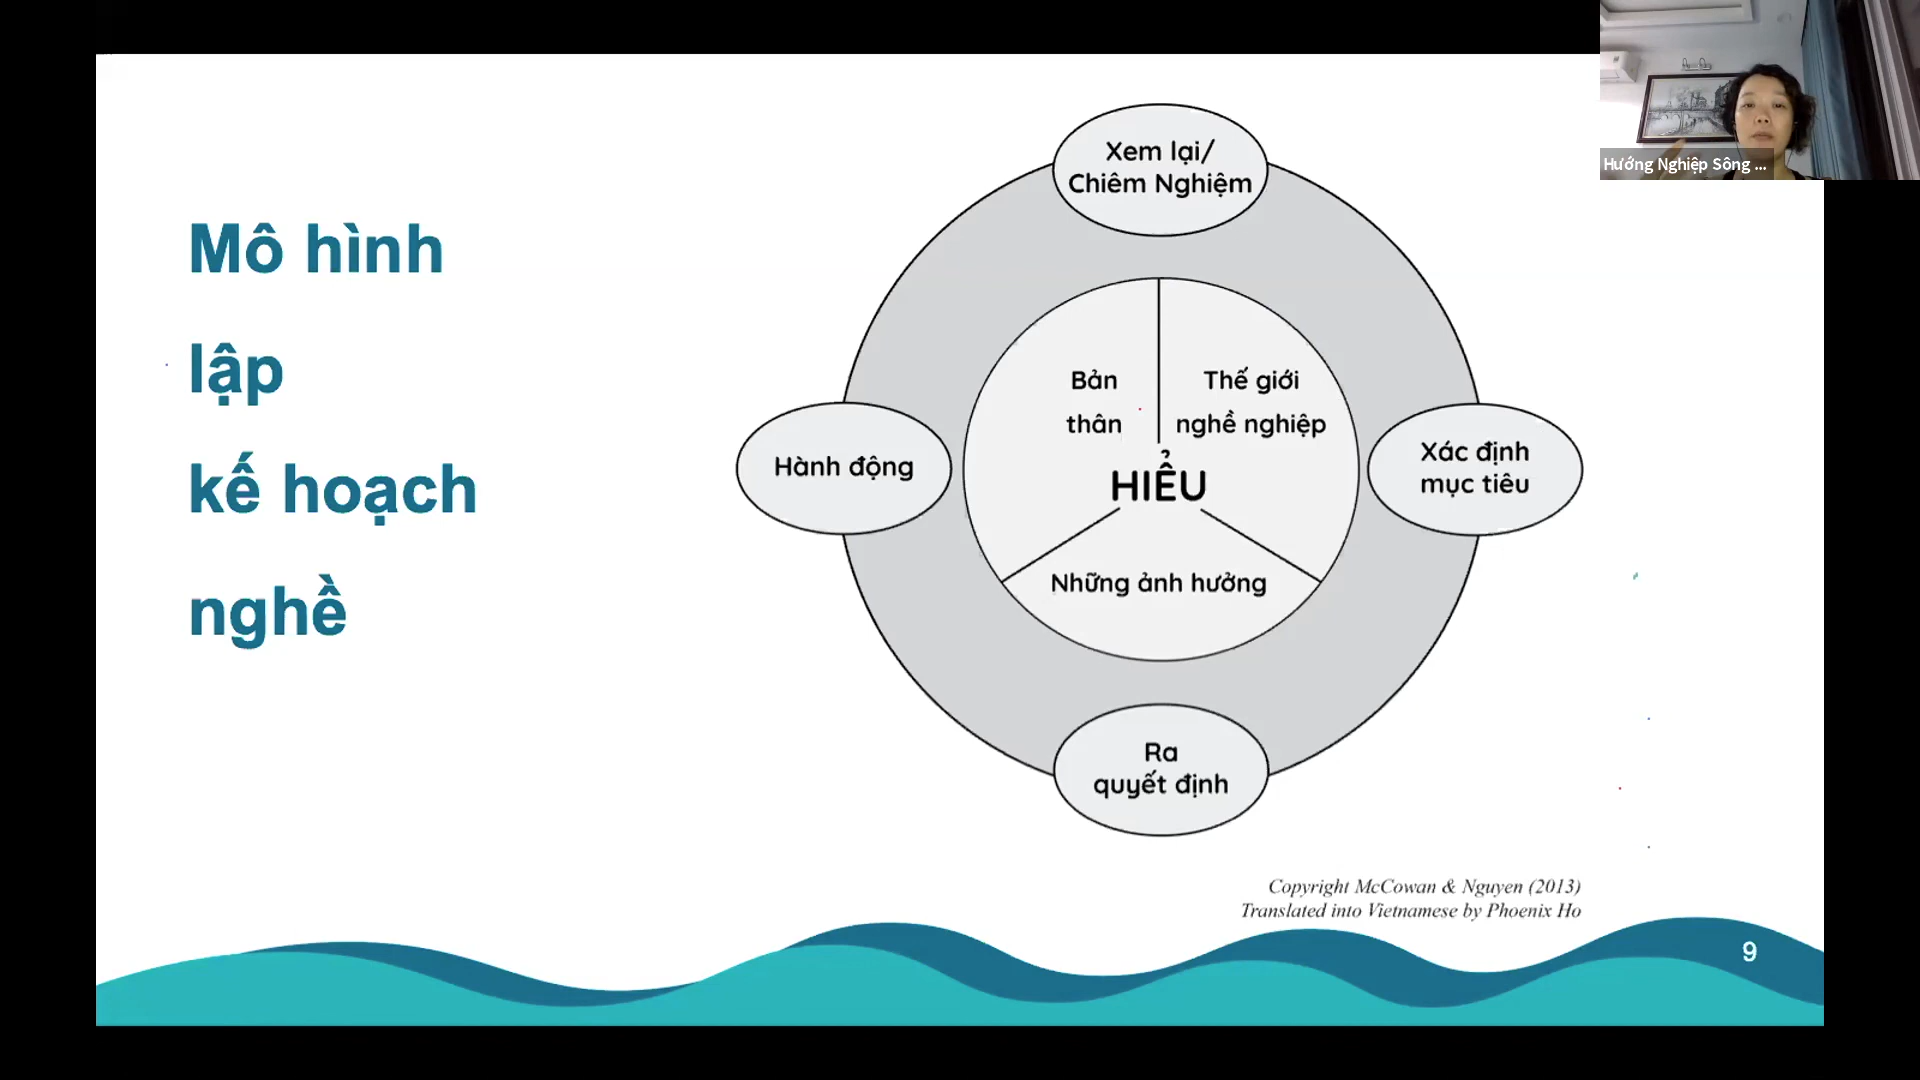 Mô hình
lập
kế hoạch
nghề
Xem lại/
Chiêm Nghiệm
Bản
thân
Thế giới
nghề nghiệp
HIỂU
Những ảnh hưởng
Hành động
Xác định
mục tiêu
Ra
quyết định
Copyright McCowan & Nguyen (2013)
Translated into Vietnamese by Phoenix Ho
9
Hướng Nghiệp Sông ...